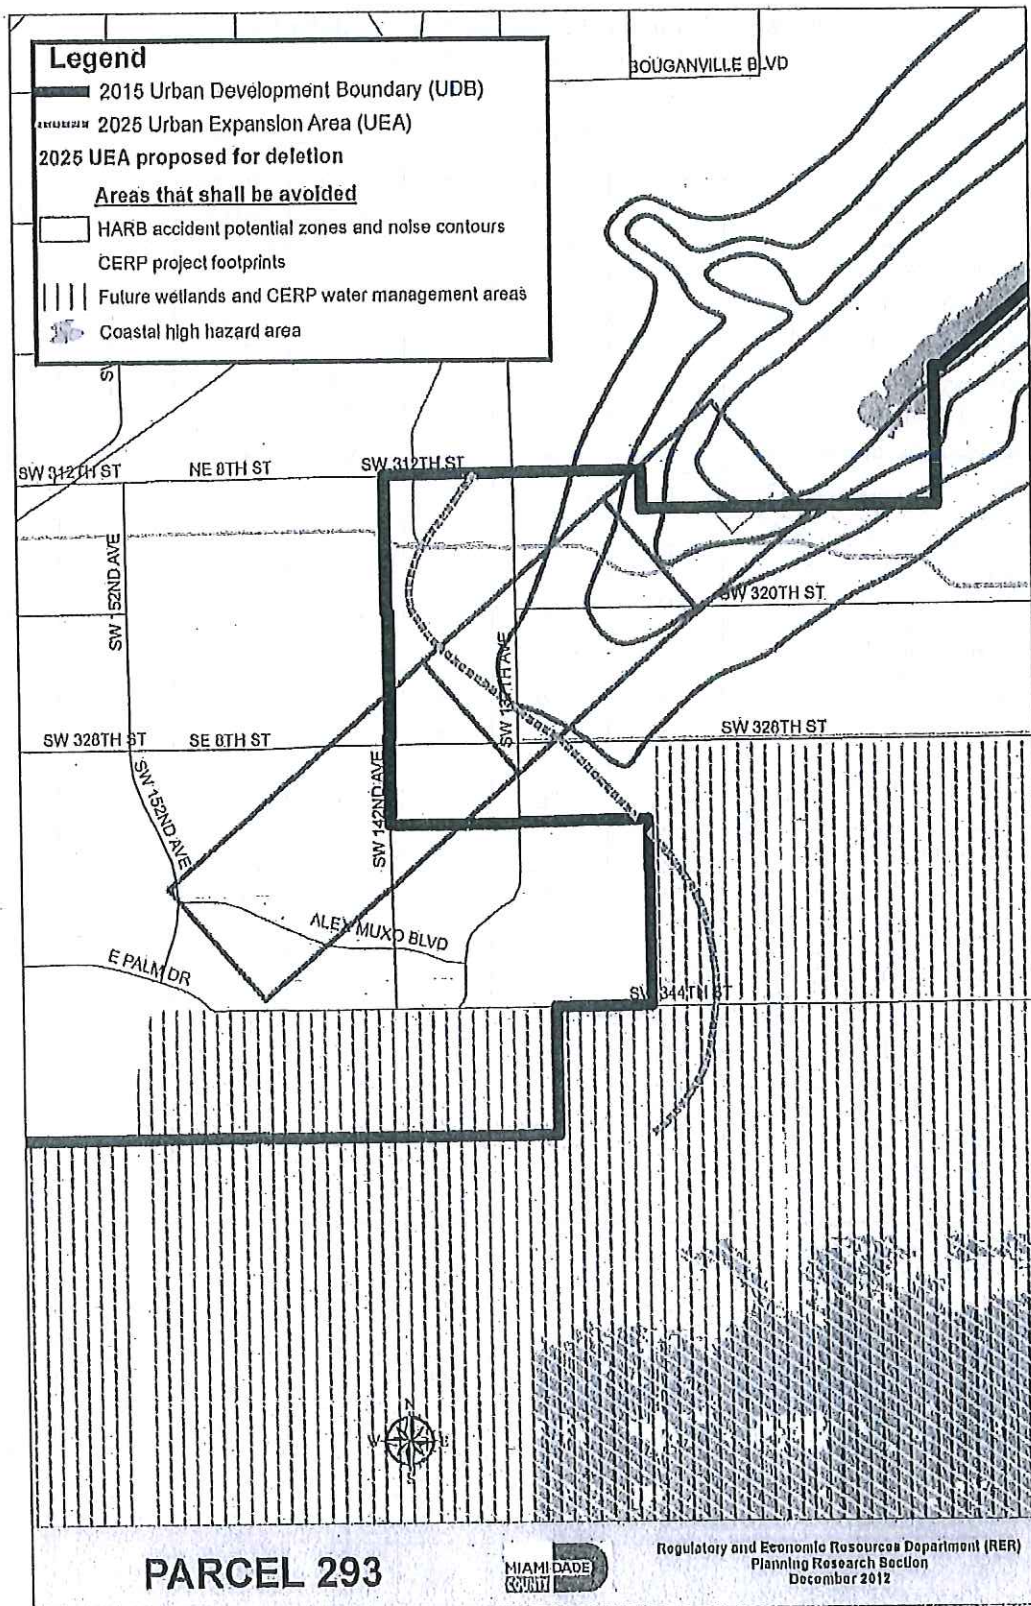 Legend
2015 Urban Development Boundary (UDB)
2025 Urban Expansion Area (UEA)
2025 UEA proposed for deletion
Areas that shall be avoided
HARB accident potential zones and noise contours
CERP project footprints
Future wetlands and CERP water management areas
Coastal high hazard area
BOUGANVILLE BLVD
SW
SW 312TH ST
NE 8TH ST
SW 312TH ST
SW 152ND AVE
SW 320TH ST
SW 137TH AVE
SW 328TH ST
SE 8TH ST
SW 328TH ST
SW 152ND AVE
SW 142ND AVE
ALEX MUXO BLVD
E PALM DR
SW 344TH ST
N
W E
S
PARCEL 293
MIAMI DADE
COUNTY
Regulatory and Economic Resources Department (RER)
Planning Research Section
December 2012